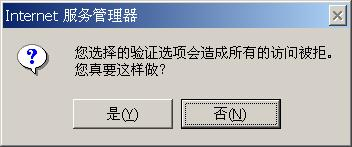 Internet 服务管理器
您选择的验证选项会造成所有的访问被拒。
您真要这样做?
是(Y)
否(N)